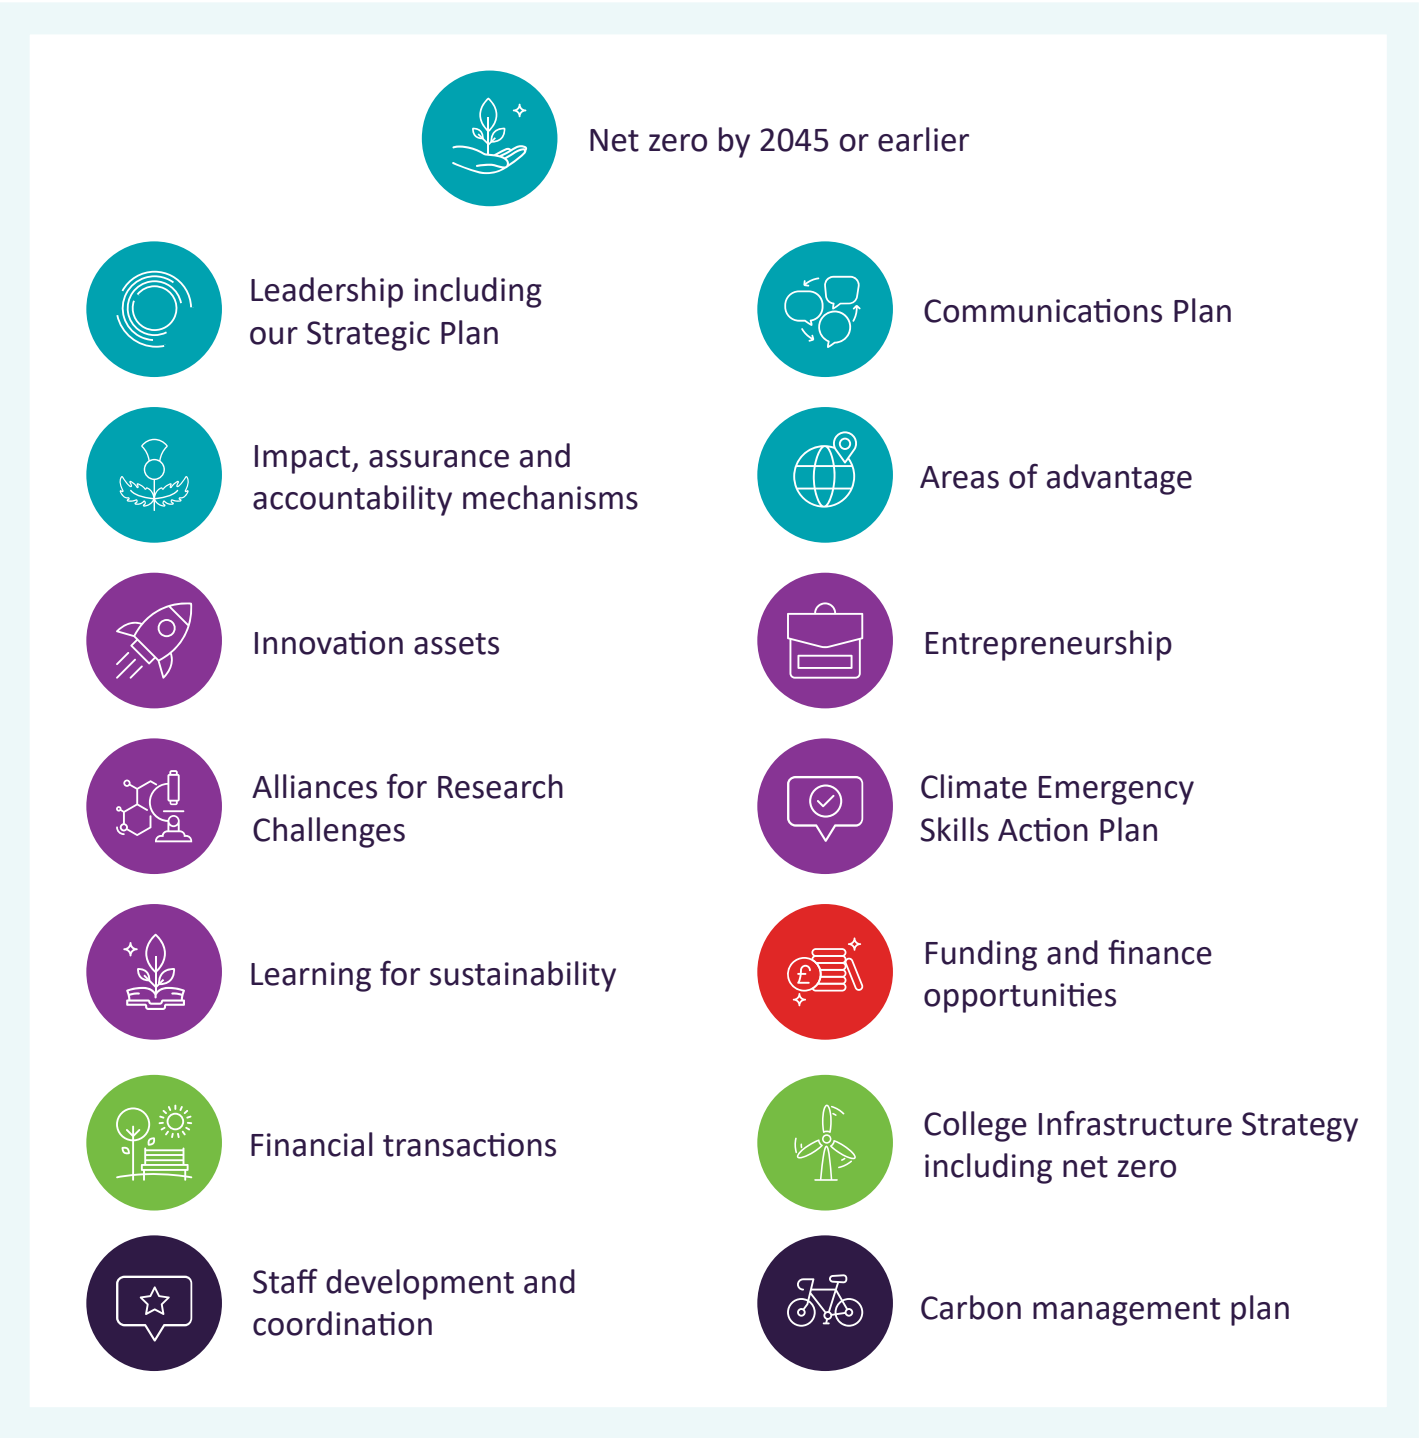 Net zero by 2045 or earlier
Leadership including
our Strategic Plan
Communications Plan
Impact, assurance and
accountability mechanisms
Areas of advantage
Innovation assets
Entrepreneurship
Alliances for Research
Challenges
Climate Emergency
Skills Action Plan
Learning for sustainability
£
Funding and finance
opportunities
Financial transactions
College Infrastructure Strategy
including net zero
Staff development and
coordination
Carbon management plan